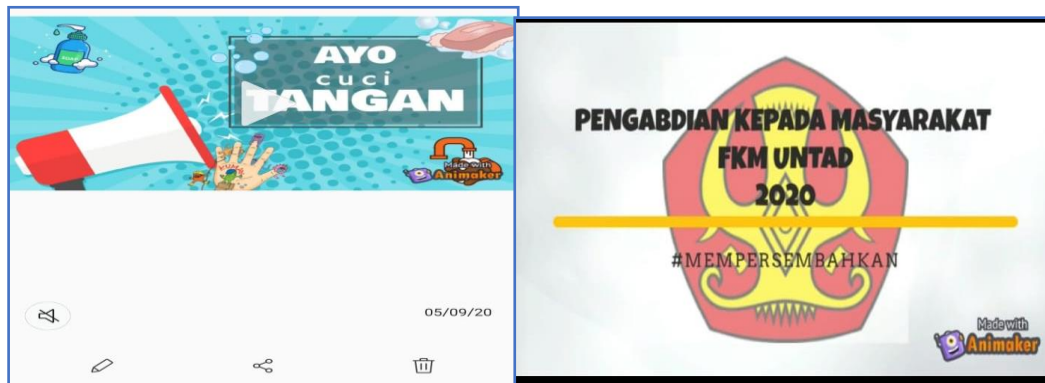 AYO
cuci
TANGAN
Made with
Animaker
05/09/20
PENGABDIAN KEPADA MASYARAKAT
FKM UNTAD
2020
#MEMPERSEMBAHKAN
Made with
Animaker